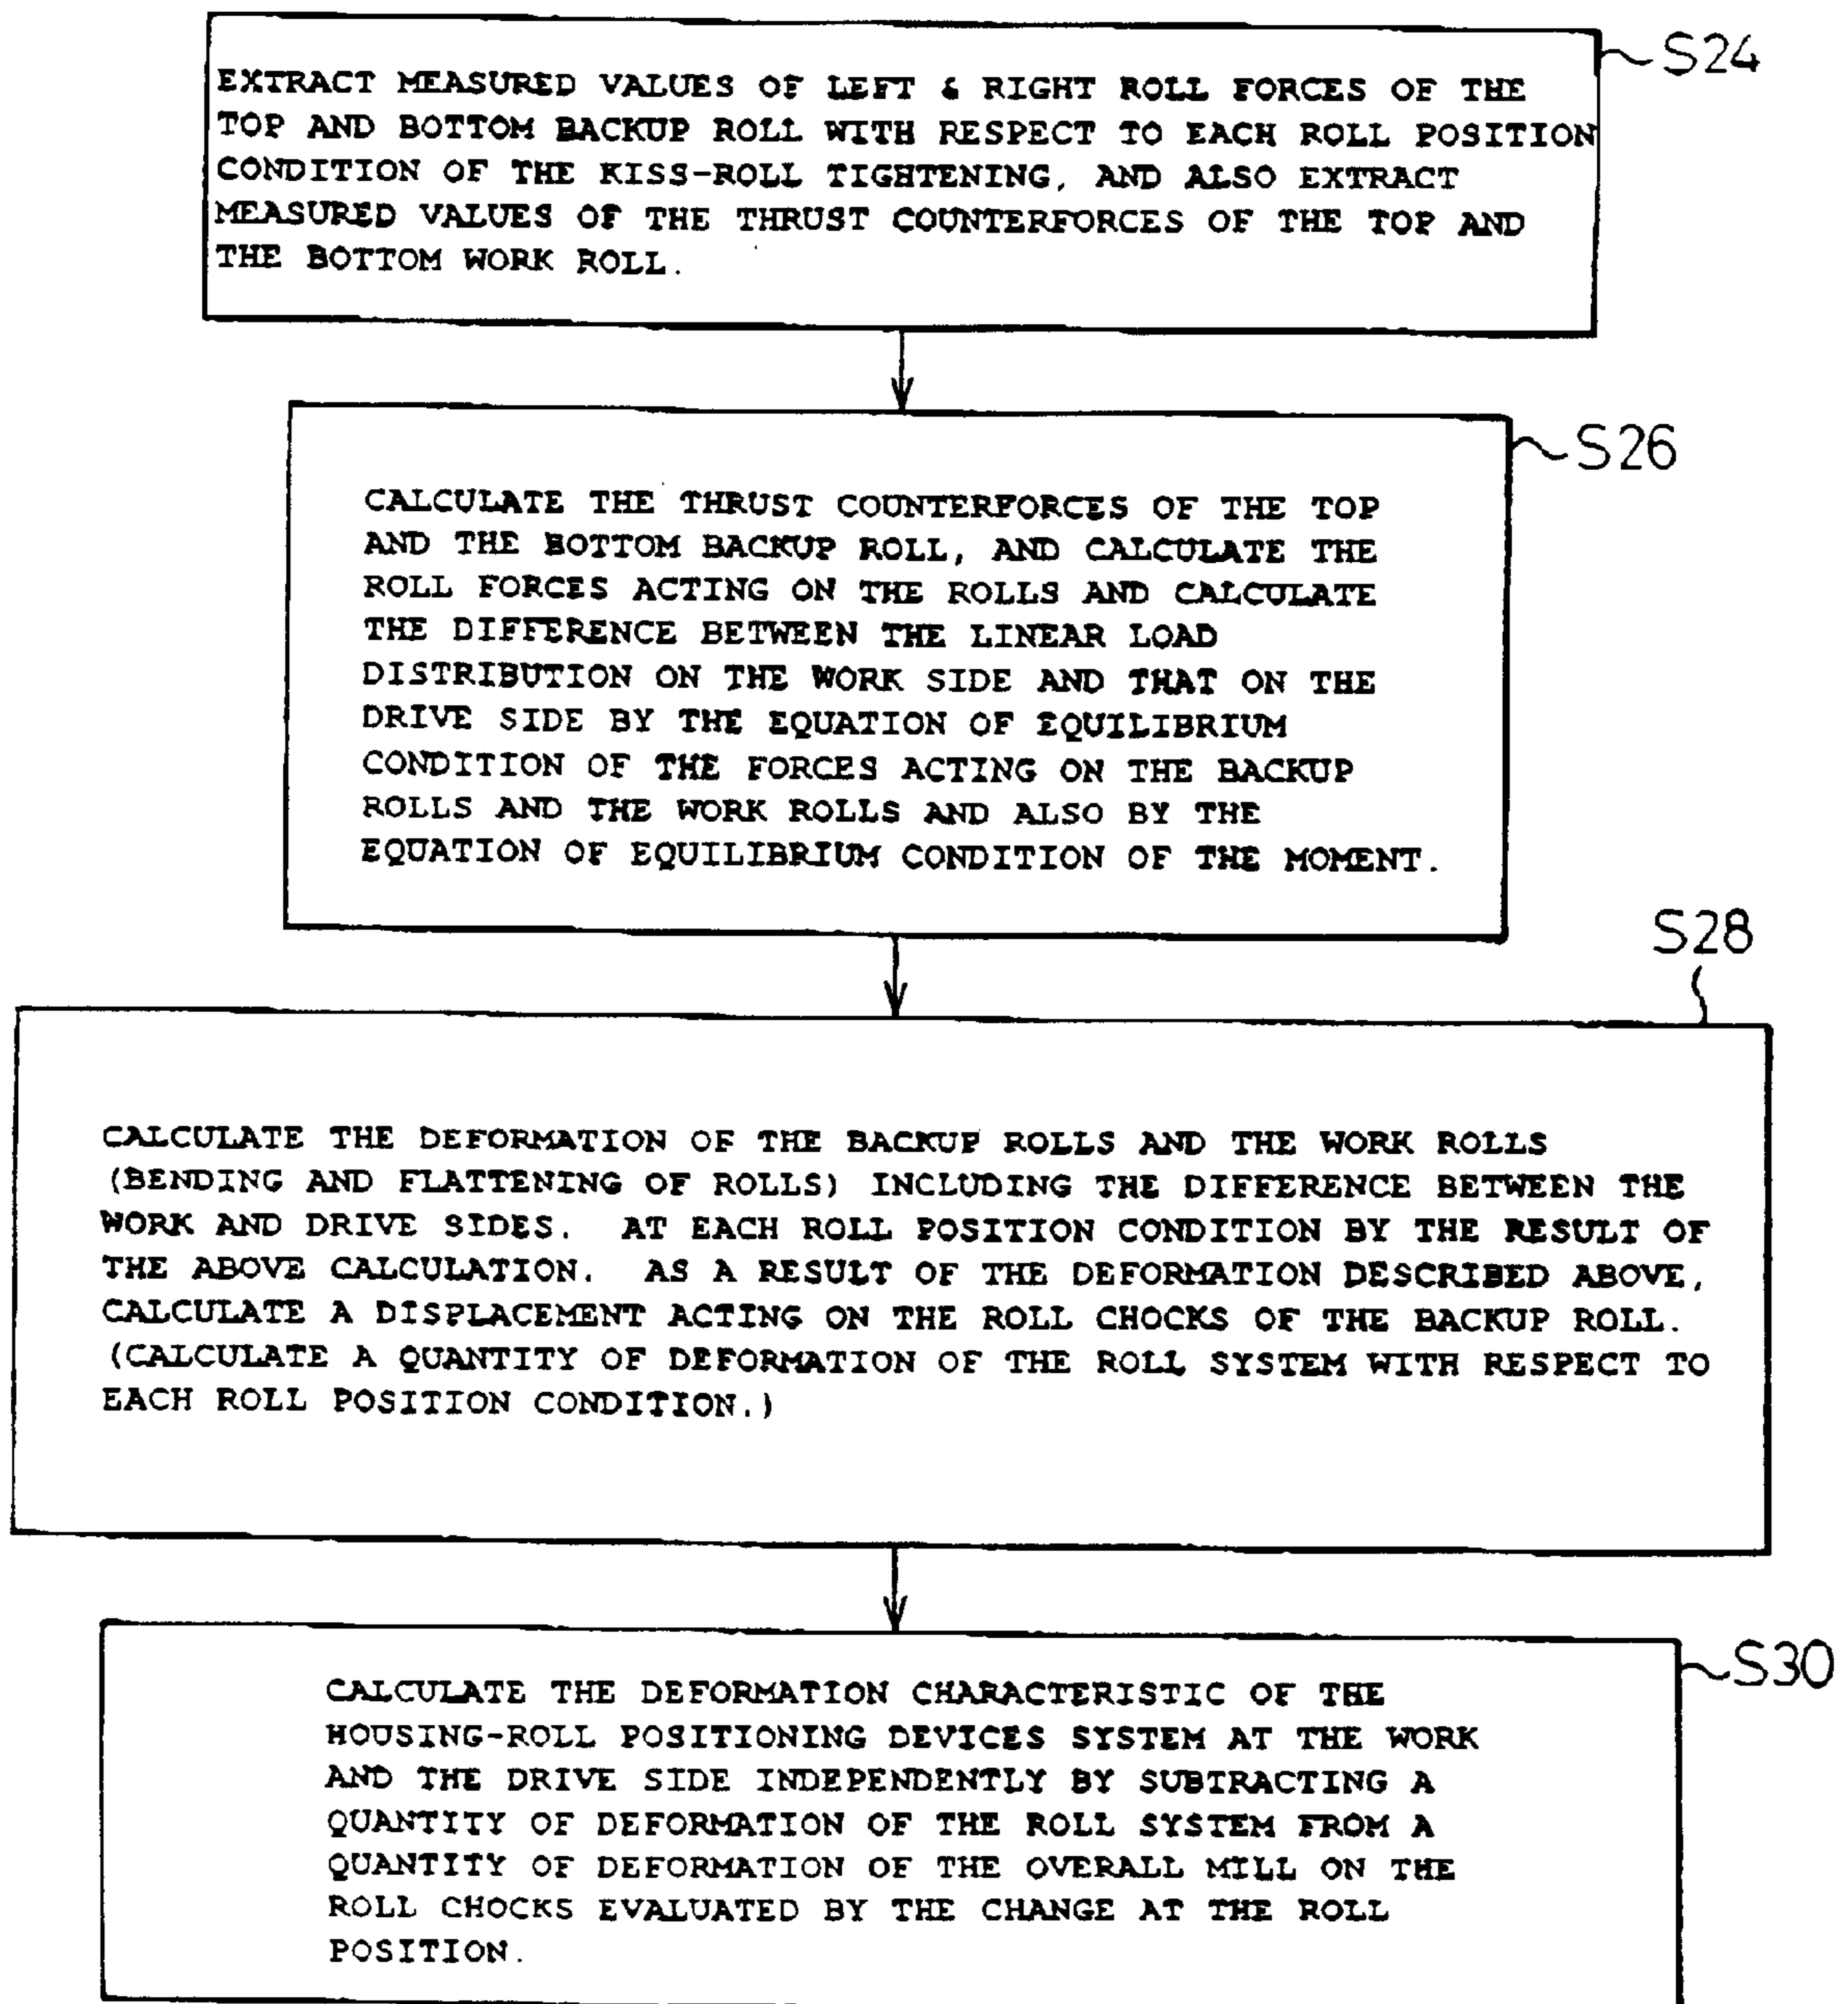 S24
EXTRACT MEASURED VALUES OF LEFT & RIGHT ROLL FORCES OF THE
TOP AND BOTTOM BACKUP ROLL WITH RESPECT TO EACH ROLL POSITION
CONDITION OF THE KISS-ROLL TIGHTENING, AND ALSO EXTRACT
MEASURED VALUES OF THE THRUST COUNTERFORCES OF THE TOP AND
THE BOTTOM WORK ROLL.
S26
CALCULATE THE THRUST COUNTERFORCES OF THE TOP
AND THE BOTTOM BACKUP ROLL, AND CALCULATE THE
ROLL FORCES ACTING ON THE ROLLS AND CALCULATE
THE DIFFERENCE BETWEEN THE LINEAR LOAD
DISTRIBUTION ON THE WORK SIDE AND THAT ON THE
DRIVE SIDE BY THE EQUATION OF EQUILIBRIUM
CONDITION OF THE FORCES ACTING ON THE BACKUP
ROLLS AND THE WORK ROLLS AND ALSO BY THE
EQUATION OF EQUILIBRIUM CONDITION OF THE MOMENT.
S28
CALCULATE THE DEFORMATION OF THE BACKUP ROLLS AND THE WORK ROLLS
(BENDING AND FLATTENING OF ROLLS) INCLUDING THE DIFFERENCE BETWEEN THE
WORK AND DRIVE SIDES. AT EACH ROLL POSITION CONDITION BY THE RESULT OF
THE ABOVE CALCULATION. AS A RESULT OF THE DEFORMATION DESCRIBED ABOVE,
CALCULATE A DISPLACEMENT ACTING ON THE ROLL CHOCKS OF THE BACKUP ROLL.
(CALCULATE A QUANTITY OF DEFORMATION OF THE ROLL SYSTEM WITH RESPECT TO
EACH ROLL POSITION CONDITION.)
S30
CALCULATE THE DEFORMATION CHARACTERISTIC OF THE
HOUSING-ROLL POSITIONING DEVICES SYSTEM AT THE WORK
AND THE DRIVE SIDE INDEPENDENTLY BY SUBTRACTING A
QUANTITY OF DEFORMATION OF THE ROLL SYSTEM FROM A
QUANTITY OF DEFORMATION OF THE OVERALL MILL ON THE
ROLL CHOCKS EVALUATED BY THE CHANGE AT THE ROLL
POSITION.